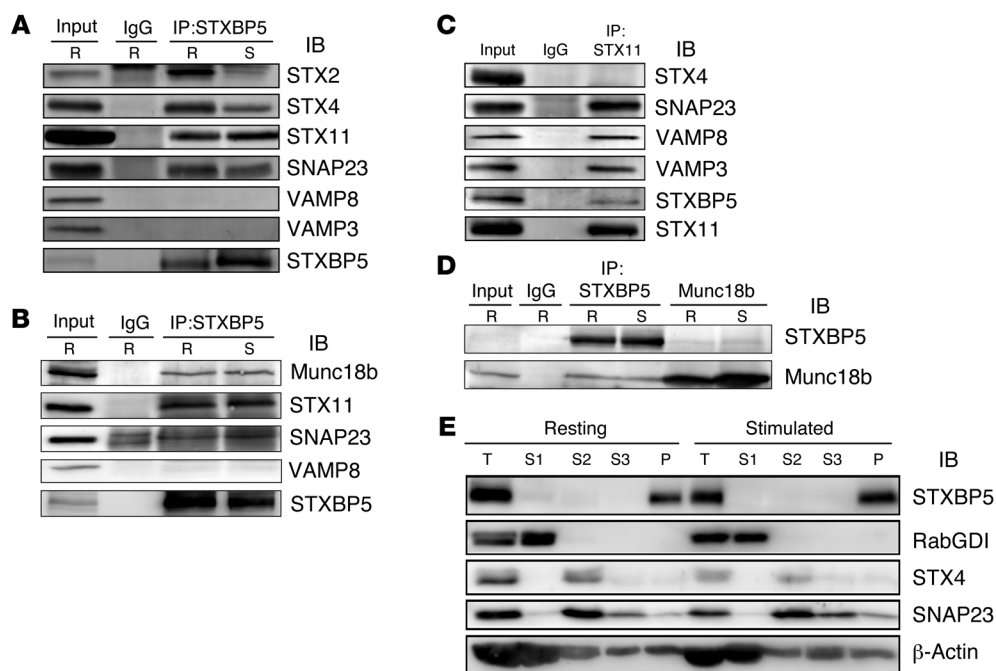 A
Input IgG IP:STXBP5
R R R S IB
STX2
STX4
STX11
SNAP23
VAMP8
VAMP3
STXBP5
B
Input IgG IP:STXBP5
R R R S IB
Munc18b
STX11
SNAP23
VAMP8
STXBP5
C
IP:
Input IgG STX11 IB
STX4
SNAP23
VAMP8
VAMP3
STXBP5
STX11
D
IP:
Input IgG STXBP5 Munc18b IB
R R R S R S
STXBP5
Munc18b
E
Resting Stimulated
T S1 S2 S3 P T S1 S2 S3 P IB
STXBP5
RabGDI
STX4
SNAP23
β-Actin